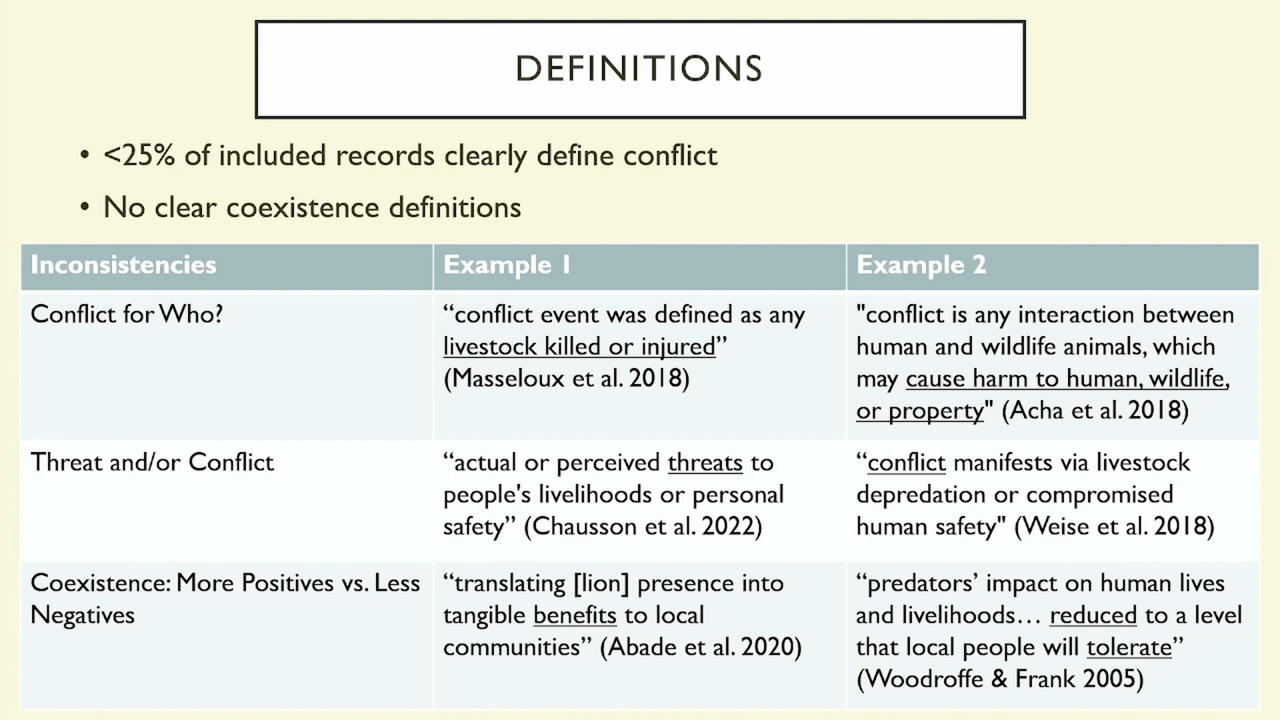 DEFINITIONS
• <25% of included records clearly define conflict
• No clear coexistence definitions
Inconsistencies
Example 1
Example 2
Conflict for Who?
“conflict event was defined as any
livestock killed or injured”
(Masseloux et al. 2018)
"conflict is any interaction between
human and wildlife animals, which
may cause harm to human, wildlife,
or property" (Acha et al. 2018)
Threat and/or Conflict
“actual or perceived threats to
people's livelihoods or personal
safety” (Chausson et al. 2022)
“conflict manifests via livestock
depredation or compromised
human safety" (Weise et al. 2018)
Coexistence: More Positives vs. Less
Negatives
“translating [lion] presence into
tangible benefits to local
communities” (Abade et al. 2020)
“predators’ impact on human lives
and livelihoods… reduced to a level
that local people will tolerate”
(Woodroffe & Frank 2005)